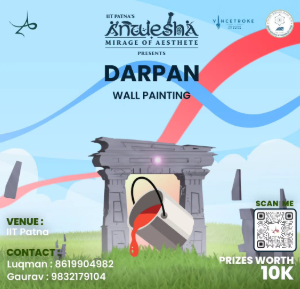 IIT PATNA'S
ANWESHA
MIRAGE OF AESTHETE
PRESENTS
DARPAN
WALL PAINTING
SCAN ME
VENUE :
IIT Patna
CONTACT :
Luqman : 8619904982
Gaurav : 9832179104
PRIZES WORTH
10K